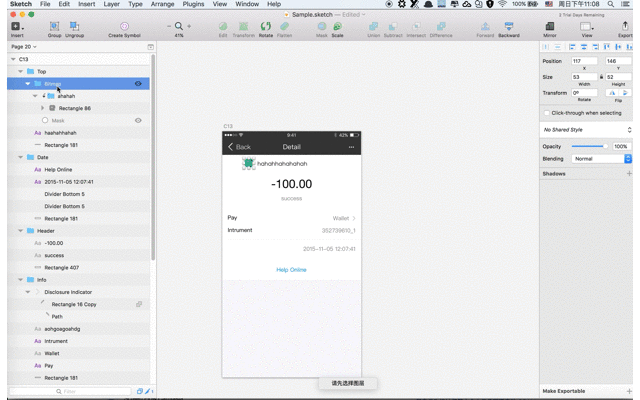 Sketch File Edit Insert Layer Type Arrange Plugins View Window Help
100% 周日下午11:08
Sample.sketch — Edited
2 Trial Days Remaining
Insert Group Ungroup Create Symbol 41% Edit Transform Rotate Flatten Mask Scale Union Subtract Intersect Difference Forward Backward Mirror View Export
Page 20
C13
Top
ahahah
Rectangle 86
Mask
haahahhahah
Rectangle 181
Date
Help Online
2015-11-05 12:07:41
Divider Bottom 5
Divider Bottom 5
Rectangle 181
Header
-100.00
success
Rectangle 407
Info
Disclosure Indicator
Rectangle 16 Copy
Path
aohgoagoahdg
Intrument
Wallet
Pay
Rectangle 181
Filter
C13
9:41
42%
Back Detail
hahahhahahahah
-100.00
success
Pay Wallet
Intrument 352739610_1
2015-11-05 12:07:41
Help Online
请先选择图层
Position 117 146
X Y
Size 53 52
Width Height
Transform 0º
Rotate Flip
Click-through when selecting
No Shared Style
Opacity 100%
Blending Normal
Shadows
Make Exportable